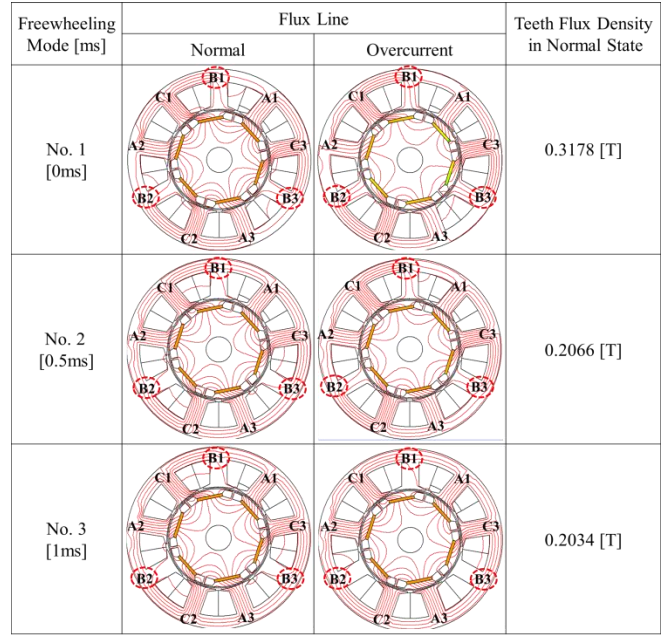 Freewheeling
Mode [ms]
Flux Line
Teeth Flux Density
in Normal State
Normal
Overcurrent
No. 1
[0ms]
B1
C1
A1
A2
C3
B2
B3
C2
A3
B1
C1
A1
A2
C3
B2
B3
C2
A3
0.3178 [T]
No. 2
[0.5ms]
B1
C1
A1
A2
C3
B2
B3
C2
A3
B1
C1
A1
A2
C3
B2
B3
C2
A3
0.2066 [T]
No. 3
[1ms]
B1
C1
A1
A2
C3
B2
B3
C2
A3
B1
C1
A1
A2
C3
B2
B3
C2
A3
0.2034 [T]